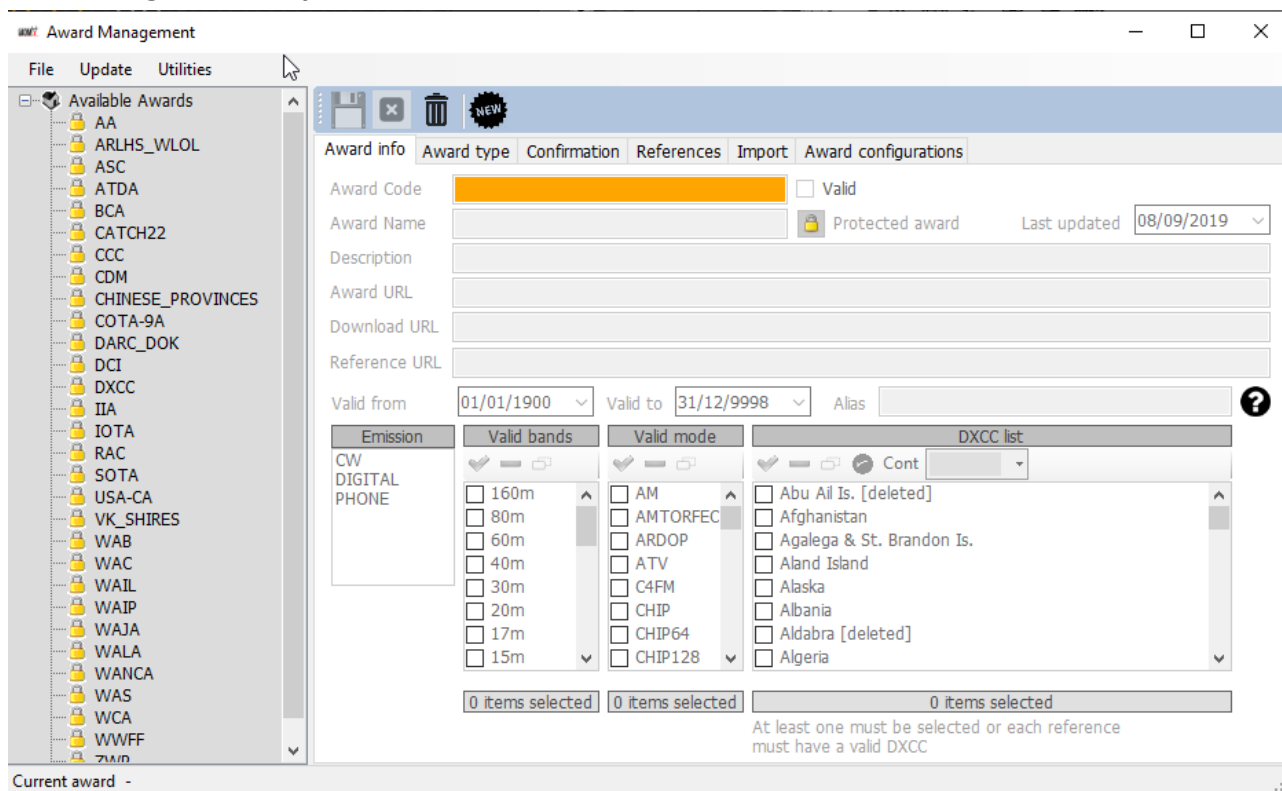 Award Management
File Update Utilities
Available Awards
AA
ARLHS_WLOL
ASC
ATDA
BCA
CATCH22
CCC
CDM
CHINESE_PROVINCES
COTA-9A
DARC_DOK
DCI
DXCC
IIA
IOTA
RAC
SOTA
USA-CA
VK_SHIRES
WAB
WAC
WAIL
WAIP
WAJA
WALA
WANCA
WAS
WCA
WWFF
NEW
Award info Award type Confirmation References Import Award configurations
Award Code Valid
Award Name Protected award Last updated 08/09/2019
Description
Award URL
Download URL
Reference URL
Valid from 01/01/1900 Valid to 31/12/9998 Alias ?
Emission
CW
DIGITAL
PHONE
Valid bands
160m
80m
60m
40m
30m
20m
17m
15m
0 items selected
Valid mode
AM
AMTORFEC
ARDOP
ATV
C4FM
CHIP
CHIP64
CHIP128
0 items selected
DXCC list
Cont
Abu Ail Is. [deleted]
Afghanistan
Agalega & St. Brandon Is.
Aland Island
Alaska
Albania
Aldabra [deleted]
Algeria
0 items selected
At least one must be selected or each reference
must have a valid DXCC
Current award -